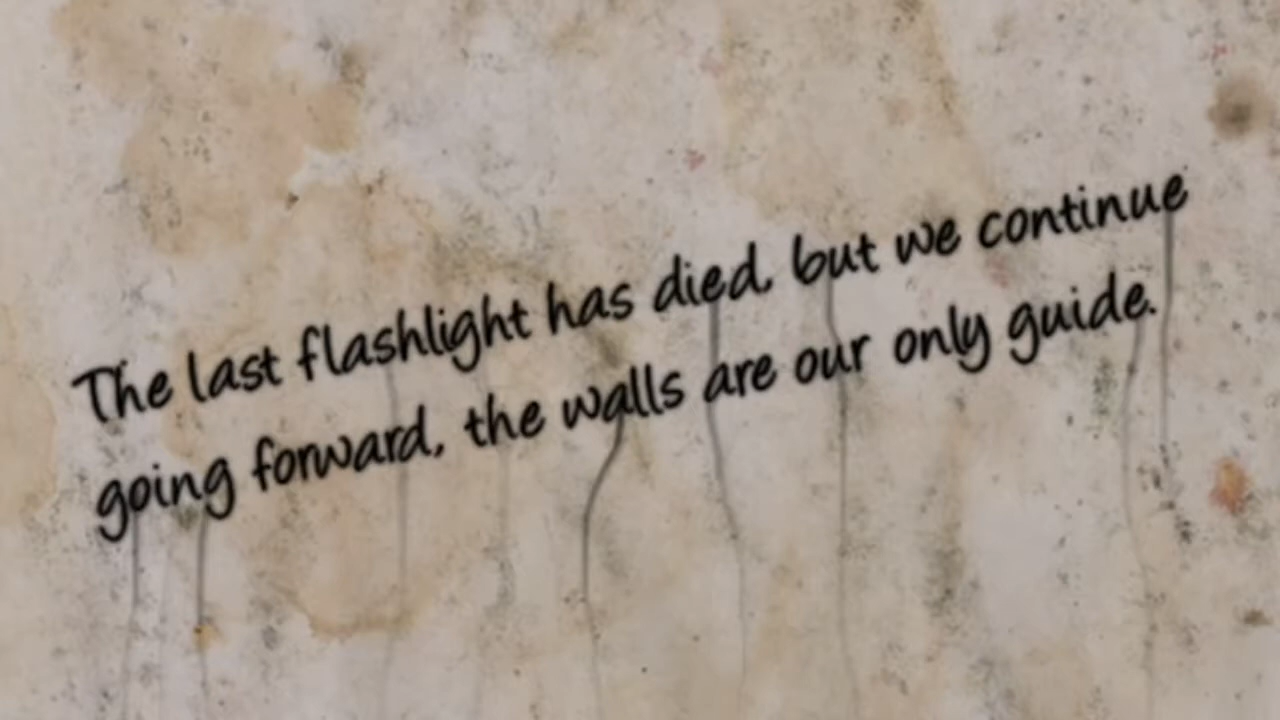 The last flashlight has died, but we continue
going forward, the walls are our only guide.